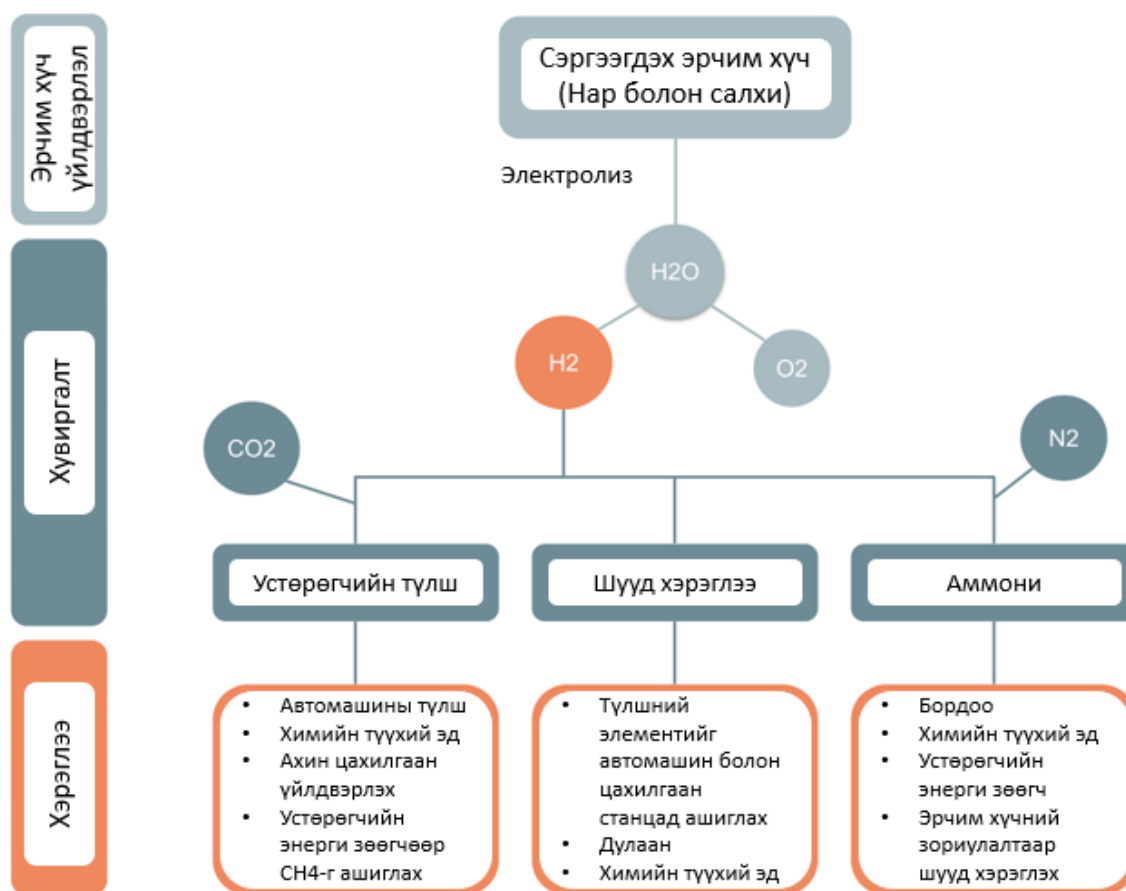 Эрчим хүч
үйлдвэрлэл
Сэргээгдэх эрчим хүч
(Нар болон салхи)
Электролиз
H2O
H2
O2
Хувиргалт
CO2
N2
Устөрөгчийн түлш
Шууд хэрэглээ
Аммони
Хэрэглээ
• Автомашины түлш
• Химийн түүхий эд
• Ахин цахилгаан
үйлдвэрлэх
• Устөрөгчийн
энерги зөөгчөөр
CH4-г ашиглах
• Түлшний
элементийг
автомашин болон
цахилгаан
станцад ашиглах
• Дулаан
• Химийн түүхий эд
• Бордоо
• Химийн түүхий эд
• Устөрөгчийн
энерги зөөгч
• Эрчим хүчний
зориулалтаар
шууд хэрэглэх